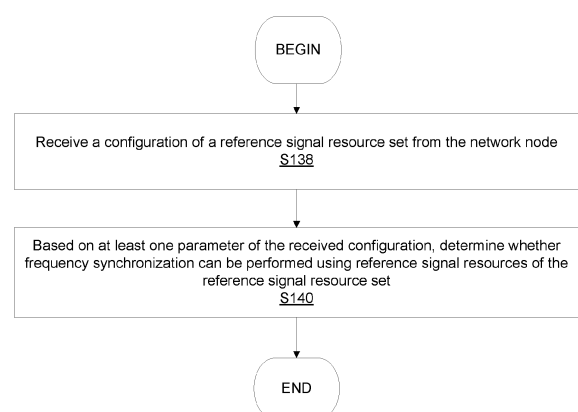 BEGIN
Receive a configuration of a reference signal resource set from the network node
S138
Based on at least one parameter of the received configuration, determine whether
frequency synchronization can be performed using reference signal resources of the
reference signal resource set
S140
END